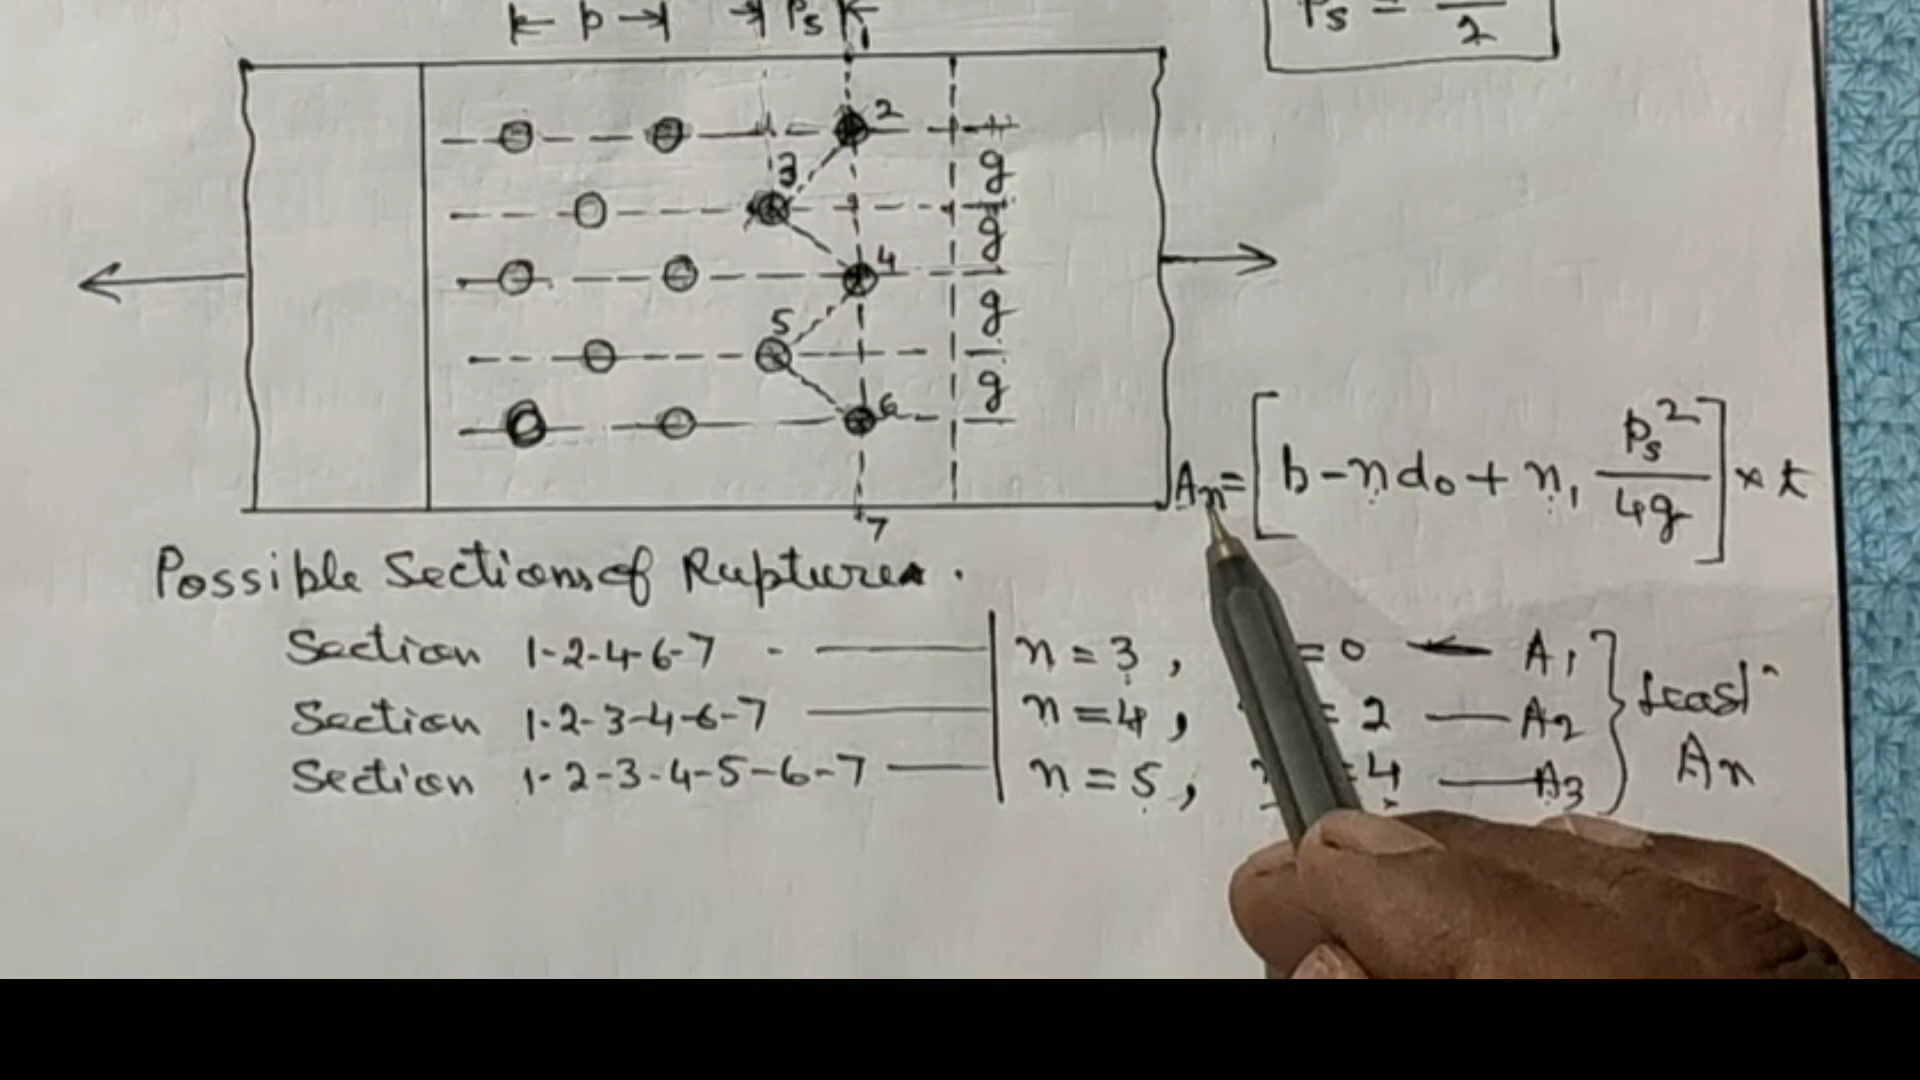 p Ps 1
Ps = — 2
2
g
3
g
4
g
5
g
6
An = [b - n do + n1 Ps² / 4g] × t
7
Possible Sections of Rupture.
Section 1-2-4-6-7 - n = 3, = 0 A1
Section 1-2-3-4-6-7 n = 4, = 2 A2
least
Section 1-2-3-4-5-6-7 n = 5, = 4 A3
An